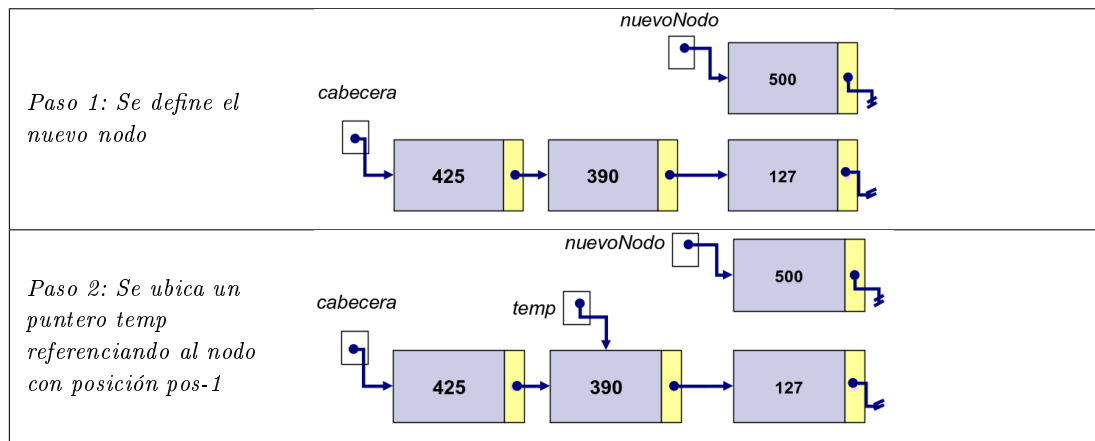 Paso 1: Se define el
nuevo nodo
nuevoNodo
500
cabecera
425
390
127
Paso 2: Se ubica un
puntero temp
referenciando al nodo
con posición pos-1
nuevoNodo
500
cabecera
temp
425
390
127